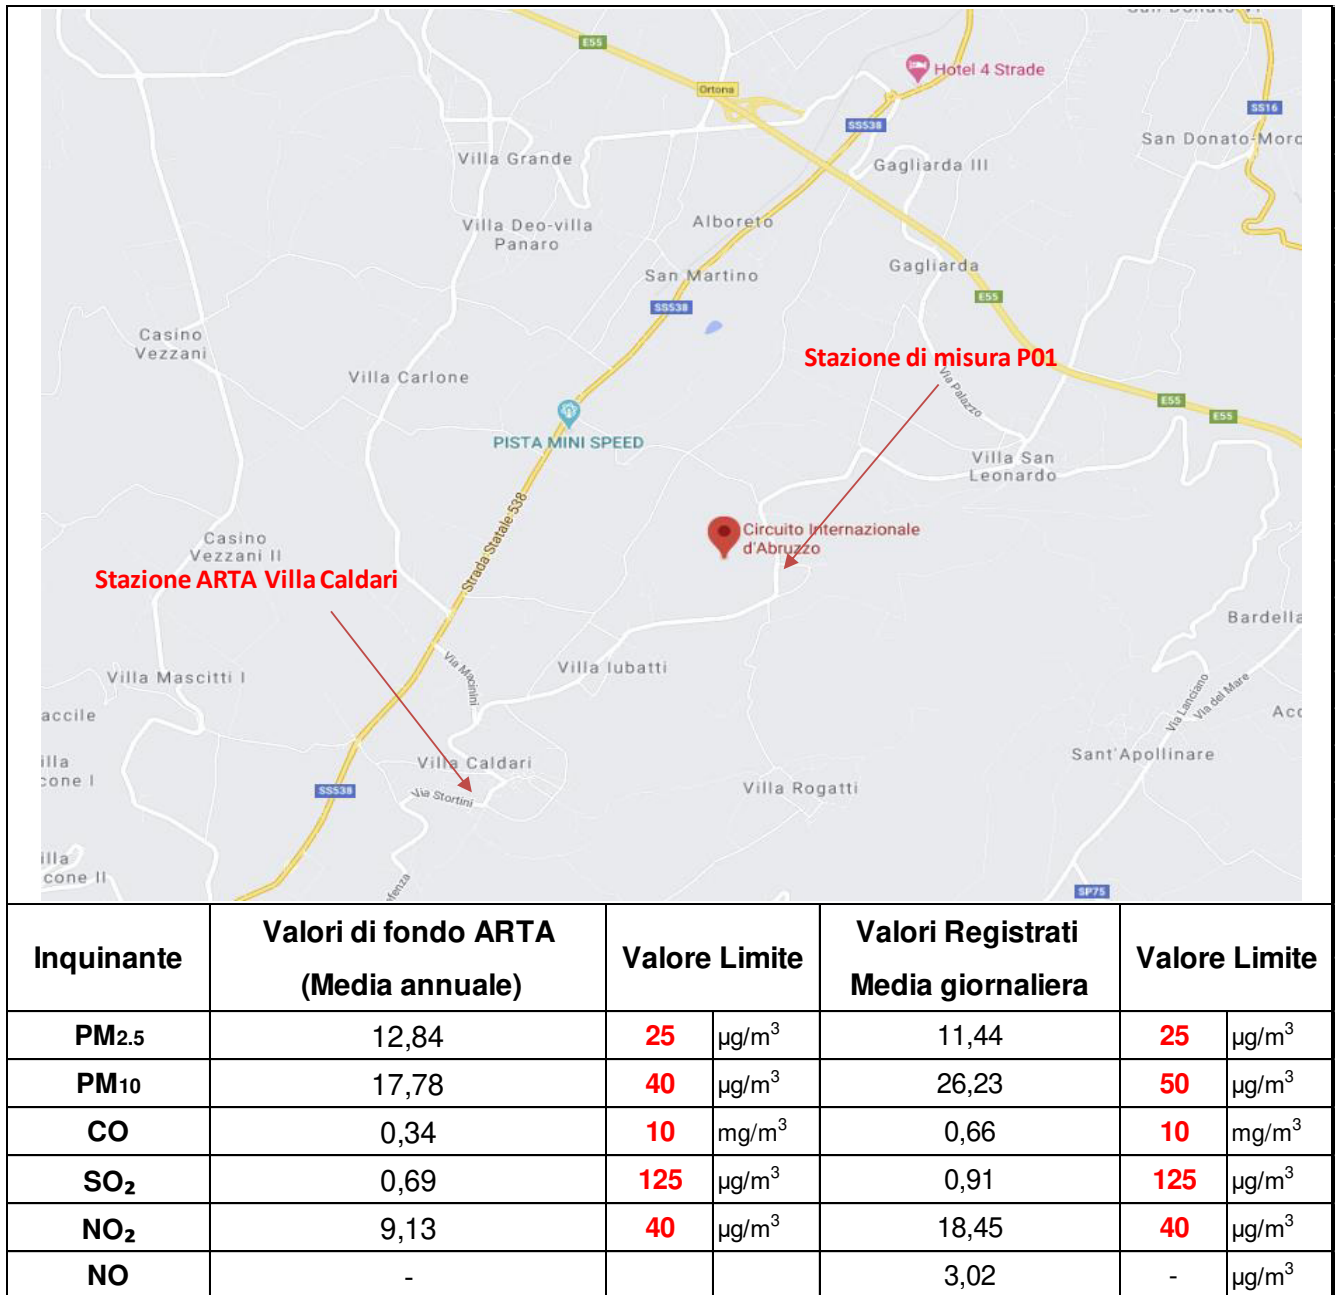 E55
Hotel 4 Strade
Ortona
SS16
SS538
San Donato-Moro
Villa Grande
Gagliarda III
Villa Deo-villa
Panaro
Alboreto
San Martino
Gagliarda
E55
SS538
Casino
Vezzani
Stazione di misura P01
Villa Carlone
Via Palazzo
E55
E55
PISTA MINI SPEED
Villa San
Leonardo
Strada Statale 538
Circuito Internazionale
d'Abruzzo
Casino
Vezzani II
Stazione ARTA Villa Caldari
Bardella
Via Macinini
Villa Iubatti
Villa Mascitti I
Via Lanciano
Via del Mare
accile
Acc
Sant'Apollinare
illa
cone I
Villa Caldari
SS538
Via Stortini
Villa Rogatti
illa
cone II
SP75
Inquinante
Valori di fondo ARTA
(Media annuale)
Valore Limite
Valori Registrati
Media giornaliera
Valore Limite
PM2.5 12,84 25 µg/m³ 11,44 25 µg/m³
PM10 17,78 40 µg/m³ 26,23 50 µg/m³
CO 0,34 10 mg/m³ 0,66 10 mg/m³
SO₂ 0,69 125 µg/m³ 0,91 125 µg/m³
NO₂ 9,13 40 µg/m³ 18,45 40 µg/m³
NO - 3,02 - µg/m³